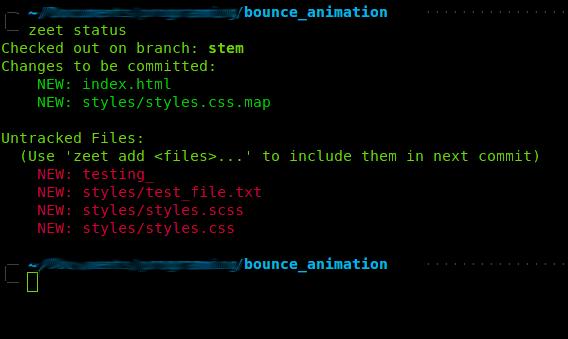 ~/bounce_animation
zeet status
Checked out on branch: stem
Changes to be committed:
NEW: index.html
NEW: styles/styles.css.map
Untracked Files:
(Use 'zeet add <files>...' to include them in next commit)
NEW: testing_
NEW: styles/test_file.txt
NEW: styles/styles.scss
NEW: styles/styles.css
~/bounce_animation